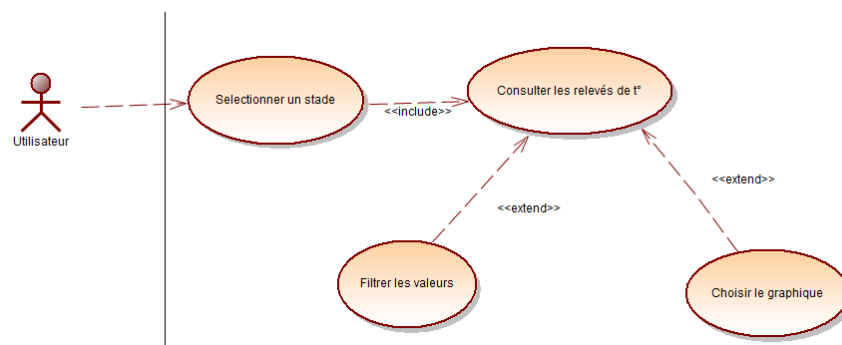 Utilisateur
Selectionner un stade
<<include>>
Consulter les relevés de t°
<<extend>>
<<extend>>
Filtrer les valeurs
Choisir le graphique